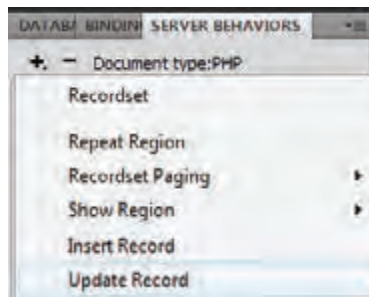 DATABA BINDIN SERVER BEHAVIORS
+, − Document type:PHP
Recordset
Repeat Region
Recordset Paging
Show Region
Insert Record
Update Record